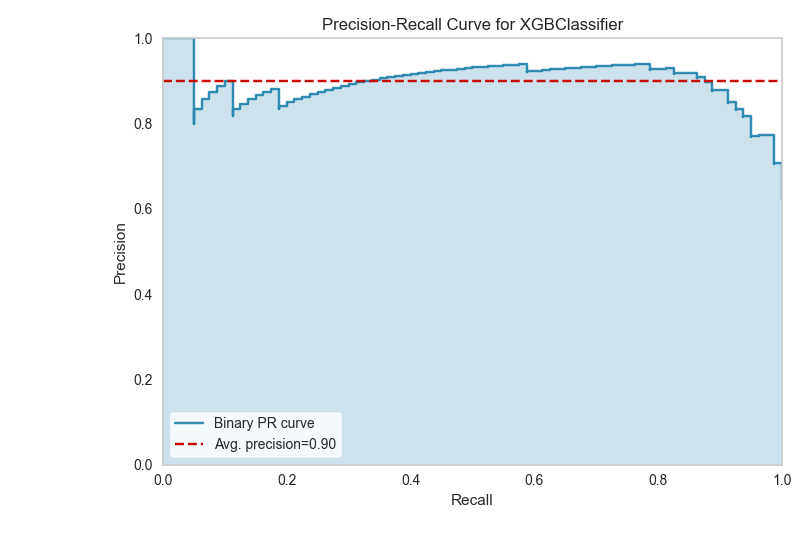 Precision-Recall Curve for XGBClassifier
1.0
0.8
0.6
0.4
0.2
0.0
Precision
Binary PR curve
Avg. precision=0.90
0.0 0.2 0.4 0.6 0.8 1.0
Recall